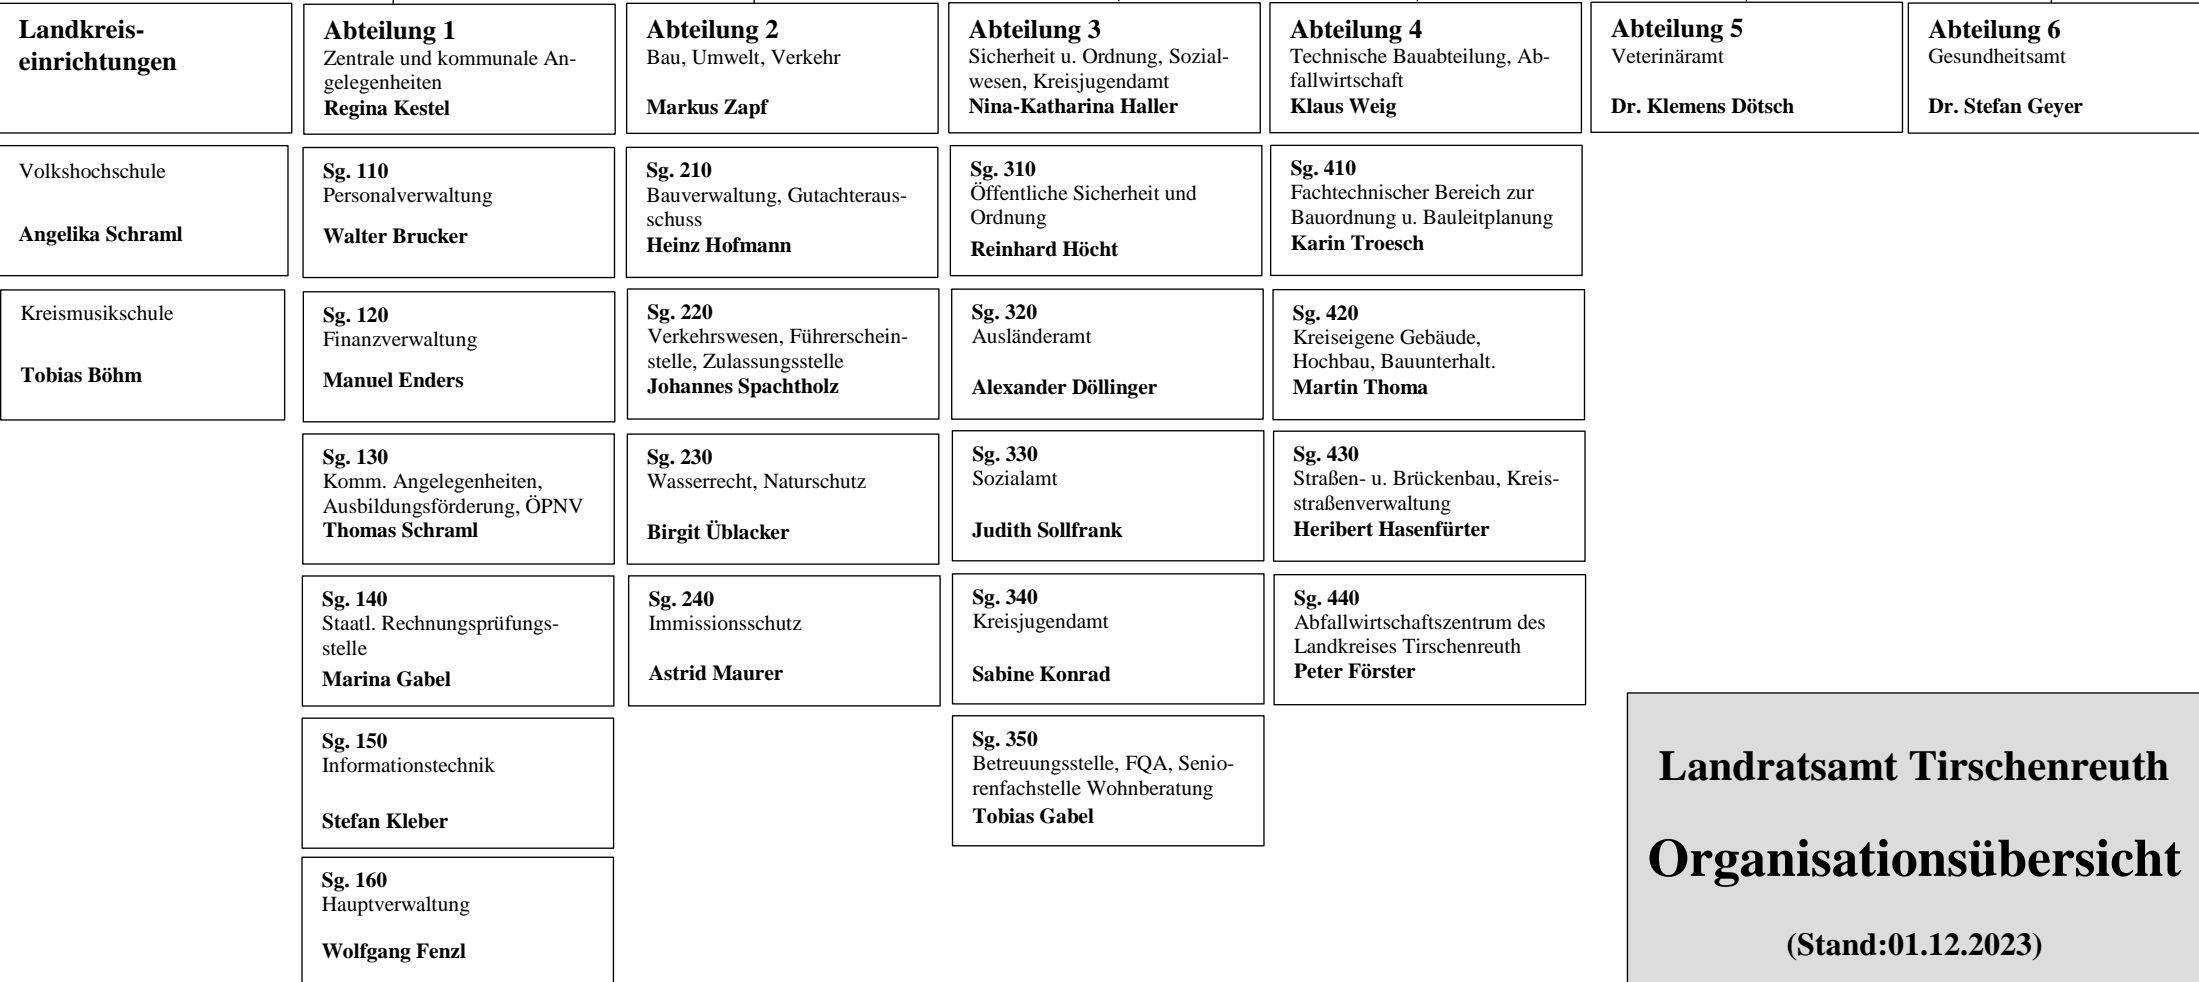 Landkreis-
einrichtungen
Abteilung 1
Zentrale und kommunale An-
gelegenheiten
Regina Kestel
Abteilung 2
Bau, Umwelt, Verkehr
Markus Zapf
Abteilung 3
Sicherheit u. Ordnung, Sozial-
wesen, Kreisjugendamt
Nina-Katharina Haller
Abteilung 4
Technische Bauabteilung, Ab-
fallwirtschaft
Klaus Weig
Abteilung 5
Veterinäramt
Dr. Klemens Dötsch
Abteilung 6
Gesundheitsamt
Dr. Stefan Geyer
Volkshochschule
Angelika Schraml
Sg. 110
Personalverwaltung
Walter Brucker
Sg. 210
Bauverwaltung, Gutachteraus-
schuss
Heinz Hofmann
Sg. 310
Öffentliche Sicherheit und
Ordnung
Reinhard Höcht
Sg. 410
Fachtechnischer Bereich zur
Bauordnung u. Bauleitplanung
Karin Troesch
Kreismusikschule
Tobias Böhm
Sg. 120
Finanzverwaltung
Manuel Enders
Sg. 220
Verkehrswesen, Führerschein-
stelle, Zulassungsstelle
Johannes Spachtholz
Sg. 320
Ausländeramt
Alexander Döllinger
Sg. 420
Kreiseigene Gebäude,
Hochbau, Bauunterhalt.
Martin Thoma
Sg. 130
Komm. Angelegenheiten,
Ausbildungsförderung, ÖPNV
Thomas Schraml
Sg. 230
Wasserrecht, Naturschutz
Birgit Üblacker
Sg. 330
Sozialamt
Judith Sollfrank
Sg. 430
Straßen- u. Brückenbau, Kreis-
straßenverwaltung
Heribert Hasenfürter
Sg. 140
Staatl. Rechnungsprüfungs-
stelle
Marina Gabel
Sg. 240
Immissionsschutz
Astrid Maurer
Sg. 340
Kreisjugendamt
Sabine Konrad
Sg. 440
Abfallwirtschaftszentrum des
Landkreises Tirschenreuth
Peter Förster
Sg. 150
Informationstechnik
Stefan Kleber
Sg. 350
Betreuungsstelle, FQA, Senio-
renfachstelle Wohnberatung
Tobias Gabel
Sg. 160
Hauptverwaltung
Wolfgang Fenzl
Landratsamt Tirschenreuth
Organisationsübersicht
(Stand:01.12.2023)